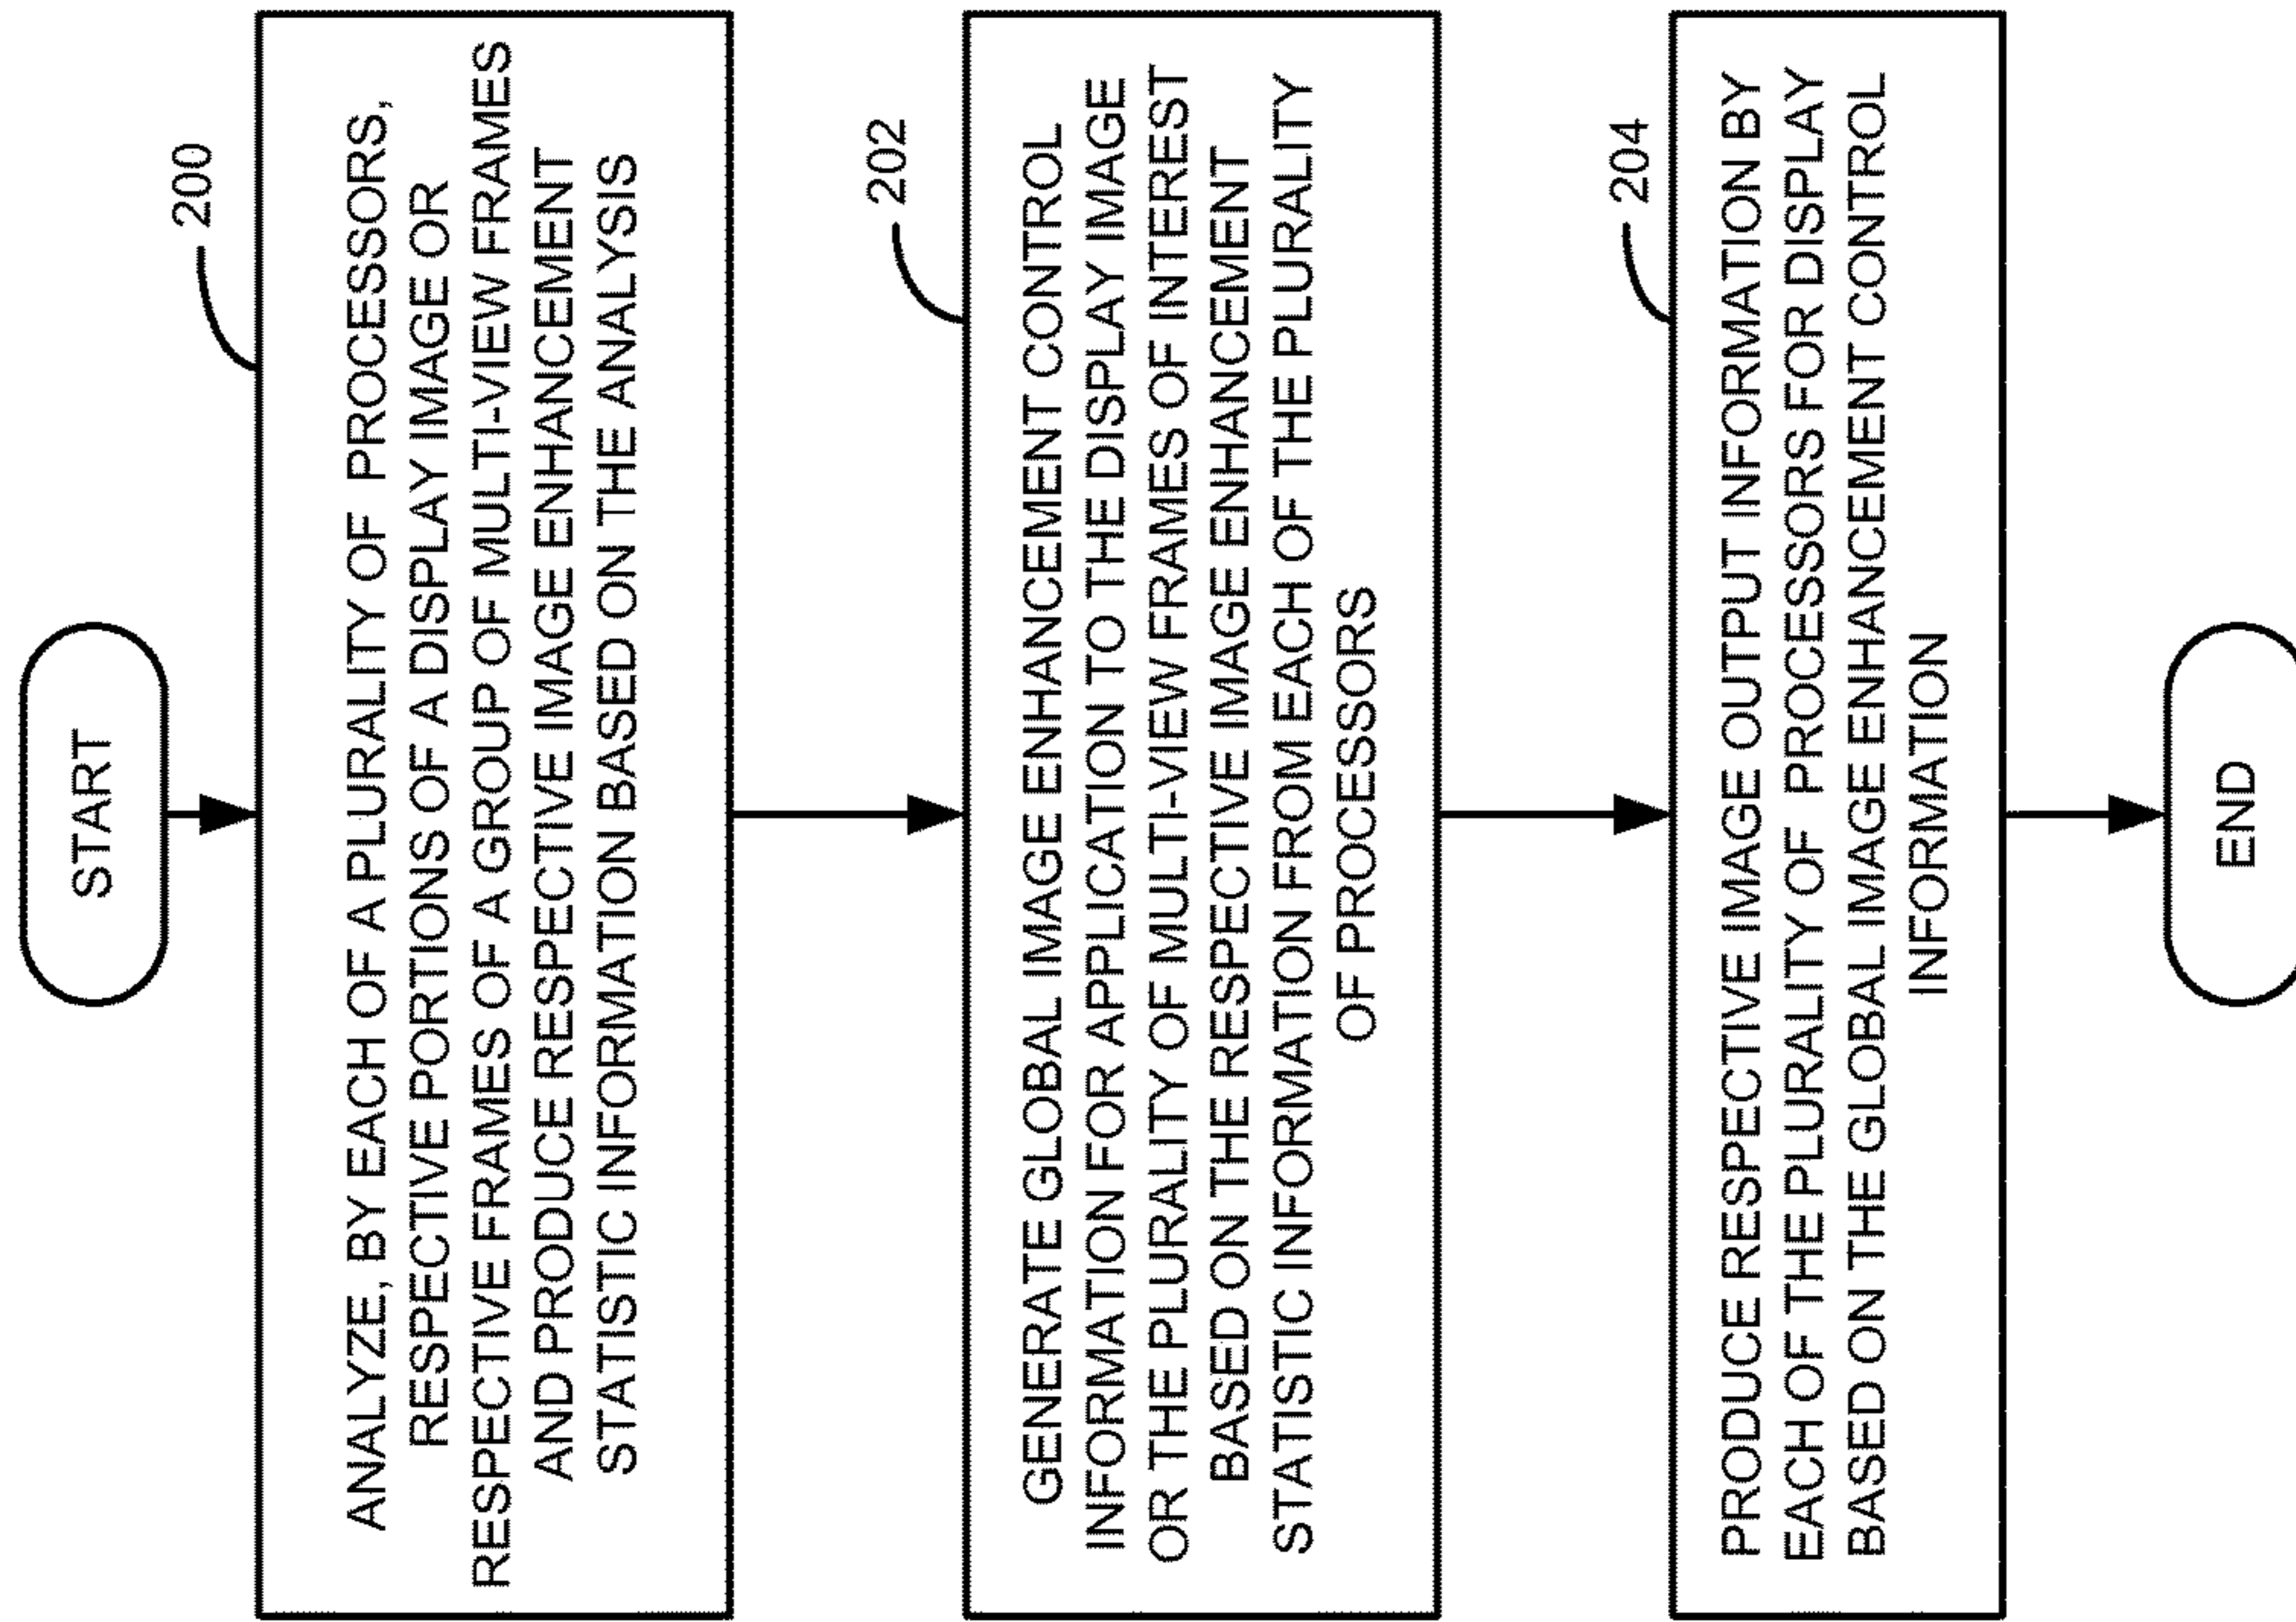 START
200
ANALYZE, BY EACH OF A PLURALITY OF PROCESSORS,
RESPECTIVE PORTIONS OF A DISPLAY IMAGE OR
RESPECTIVE FRAMES OF A GROUP OF MULTI-VIEW FRAMES
AND PRODUCE RESPECTIVE IMAGE ENHANCEMENT
STATISTIC INFORMATION BASED ON THE ANALYSIS
202
GENERATE GLOBAL IMAGE ENHANCEMENT CONTROL
INFORMATION FOR APPLICATION TO THE DISPLAY IMAGE
OR THE PLURALITY OF MULTI-VIEW FRAMES OF INTEREST
BASED ON THE RESPECTIVE IMAGE ENHANCEMENT
STATISTIC INFORMATION FROM EACH OF THE PLURALITY
OF PROCESSORS
204
PRODUCE RESPECTIVE IMAGE OUTPUT INFORMATION BY
EACH OF THE PLURALITY OF PROCESSORS FOR DISPLAY
BASED ON THE GLOBAL IMAGE ENHANCEMENT CONTROL
INFORMATION
END